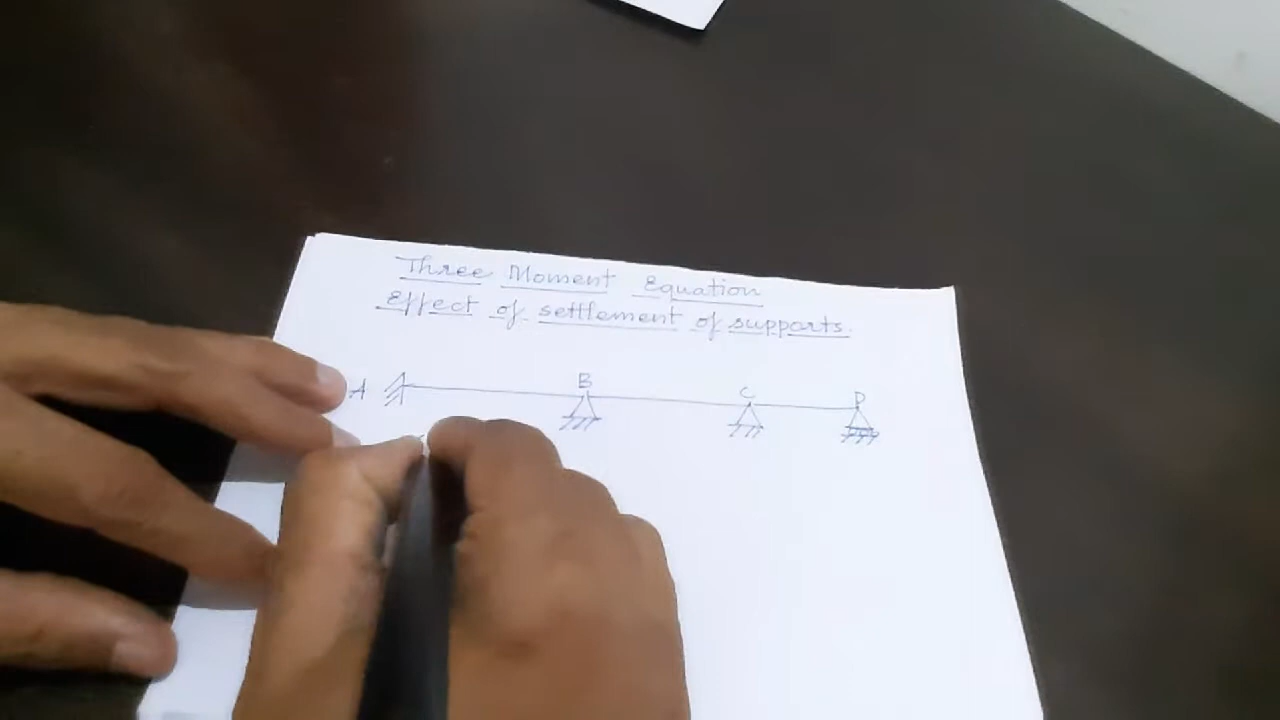 Three Moment Equation
Effect of settlement of supports.
A B C D